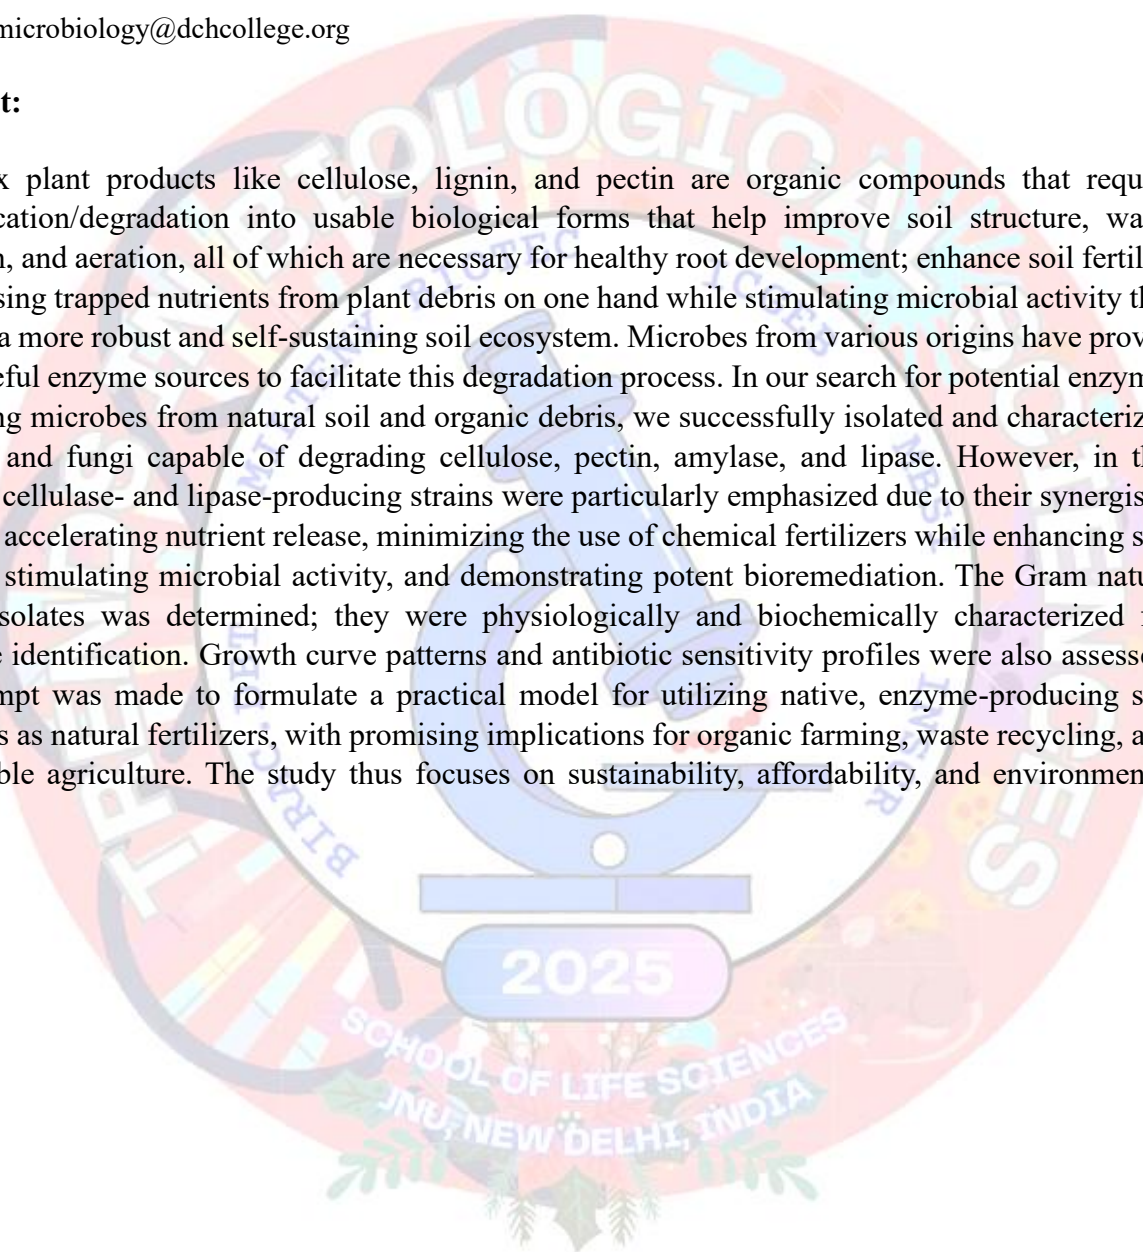 microbiology@dchcollege.org
t:
x plant products like cellulose, lignin, and pectin are organic compounds that requ
cation/degradation into usable biological forms that help improve soil structure, wa
n, and aeration, all of which are necessary for healthy root development; enhance soil fertil
sing trapped nutrients from plant debris on one hand while stimulating microbial activity th
a more robust and self-sustaining soil ecosystem. Microbes from various origins have prov
eful enzyme sources to facilitate this degradation process. In our search for potential enzym
ng microbes from natural soil and organic debris, we successfully isolated and characteriz
and fungi capable of degrading cellulose, pectin, amylase, and lipase. However, in th
cellulase- and lipase-producing strains were particularly emphasized due to their synergis
accelerating nutrient release, minimizing the use of chemical fertilizers while enhancing s
stimulating microbial activity, and demonstrating potent bioremediation. The Gram natu
solates was determined; they were physiologically and biochemically characterized
e identification. Growth curve patterns and antibiotic sensitivity profiles were also assesse
mpt was made to formulate a practical model for utilizing native, enzyme-producing s
s as natural fertilizers, with promising implications for organic farming, waste recycling, a
ble agriculture. The study thus focuses on sustainability, affordability, and environmen
TRENDS IN BIOLOGICAL SCIENCES
2025
SCHOOL OF LIFE SCIENCES
JNU, NEW DELHI, INDIA